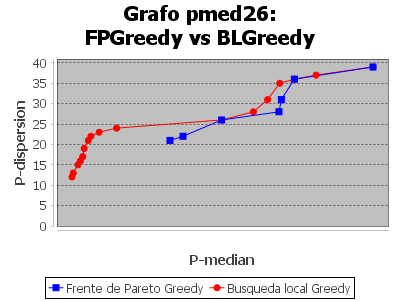 Grafo pmed26:
FPGreedy vs BLGreedy
P-dispersion
40
35
30
25
20
15
10
5
0
P-median
Frente de Pareto Greedy
Busqueda local Greedy